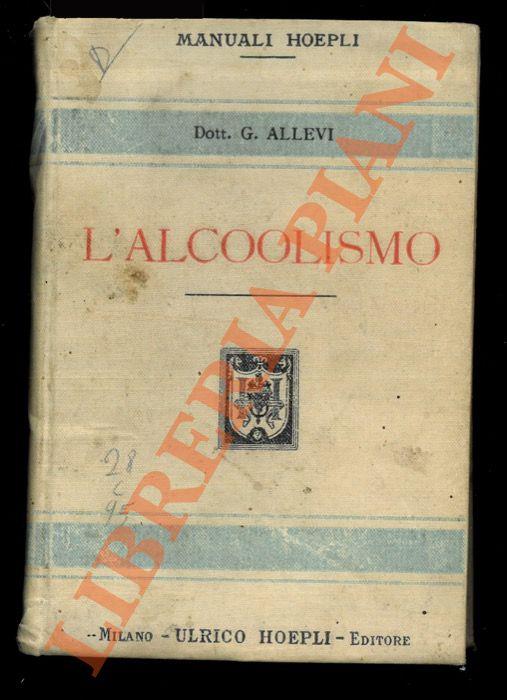 MANUALI HOEPLI
Dott. G. ALLEVI
L'ALCOOLISMO
28
c
95
--MILANO - ULRICO HOEPLI - EDITORE
LIBRERIA PIANI